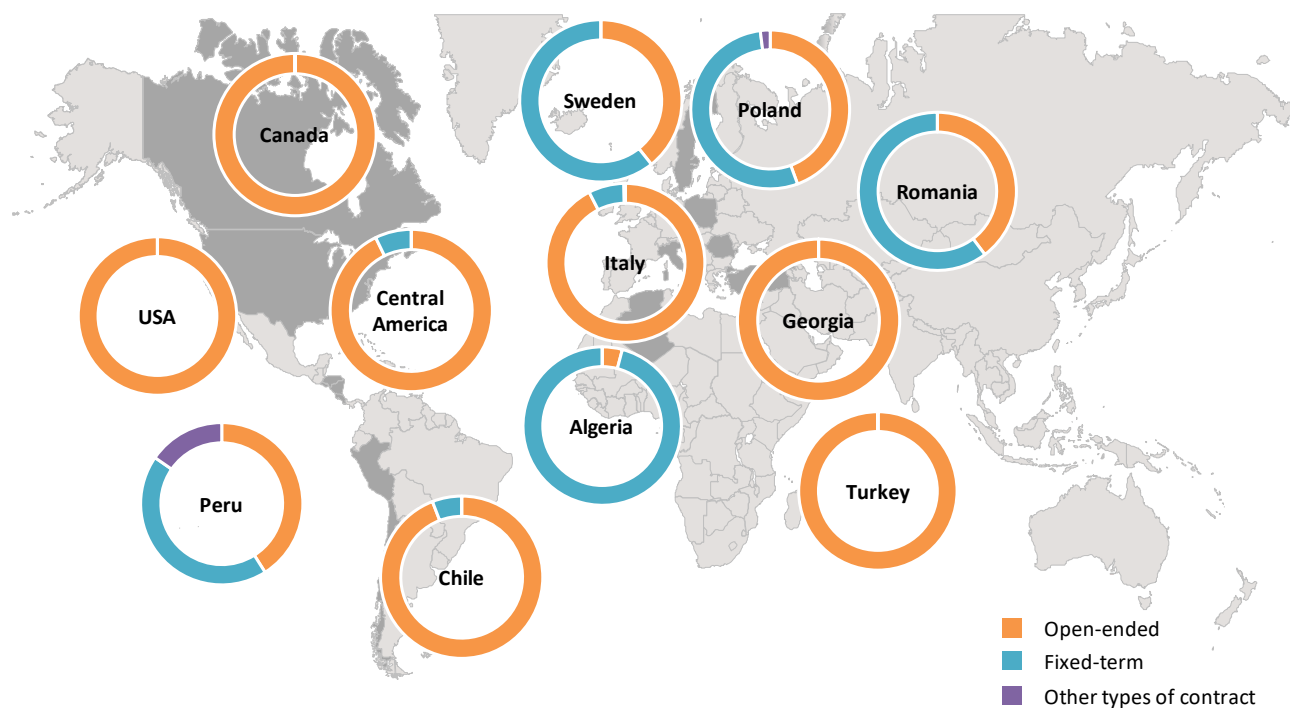 Canada
Sweden
Poland
Romania
USA
Central
America
Italy
Georgia
Algeria
Peru
Turkey
Chile
Open-ended
Fixed-term
Other types of contract